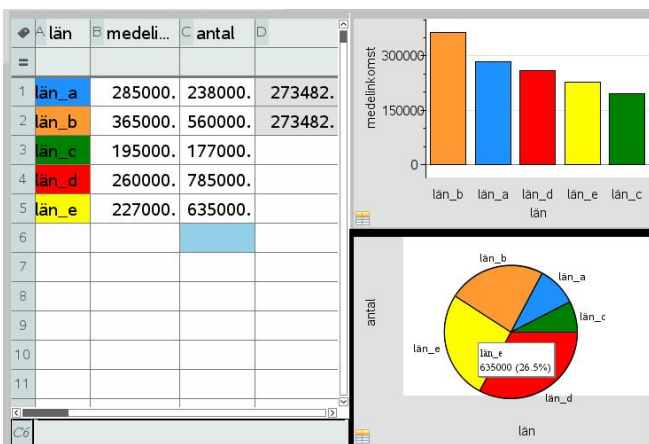 A län B medeli... C antal D
=
1 län_a 285000. 238000. 273482.
2 län_b 365000. 560000. 273482.
3 län_c 195000. 177000.
4 län_d 260000. 785000.
5 län_e 227000. 635000.
6
7
8
9
10
11
C6
medelinkomst
300000
150000
0
län_b län_a län_d län_e län_c
län
antal
län_b
län_a
län_c
län_e
län_e
635000 (26.5%)
län_d
län